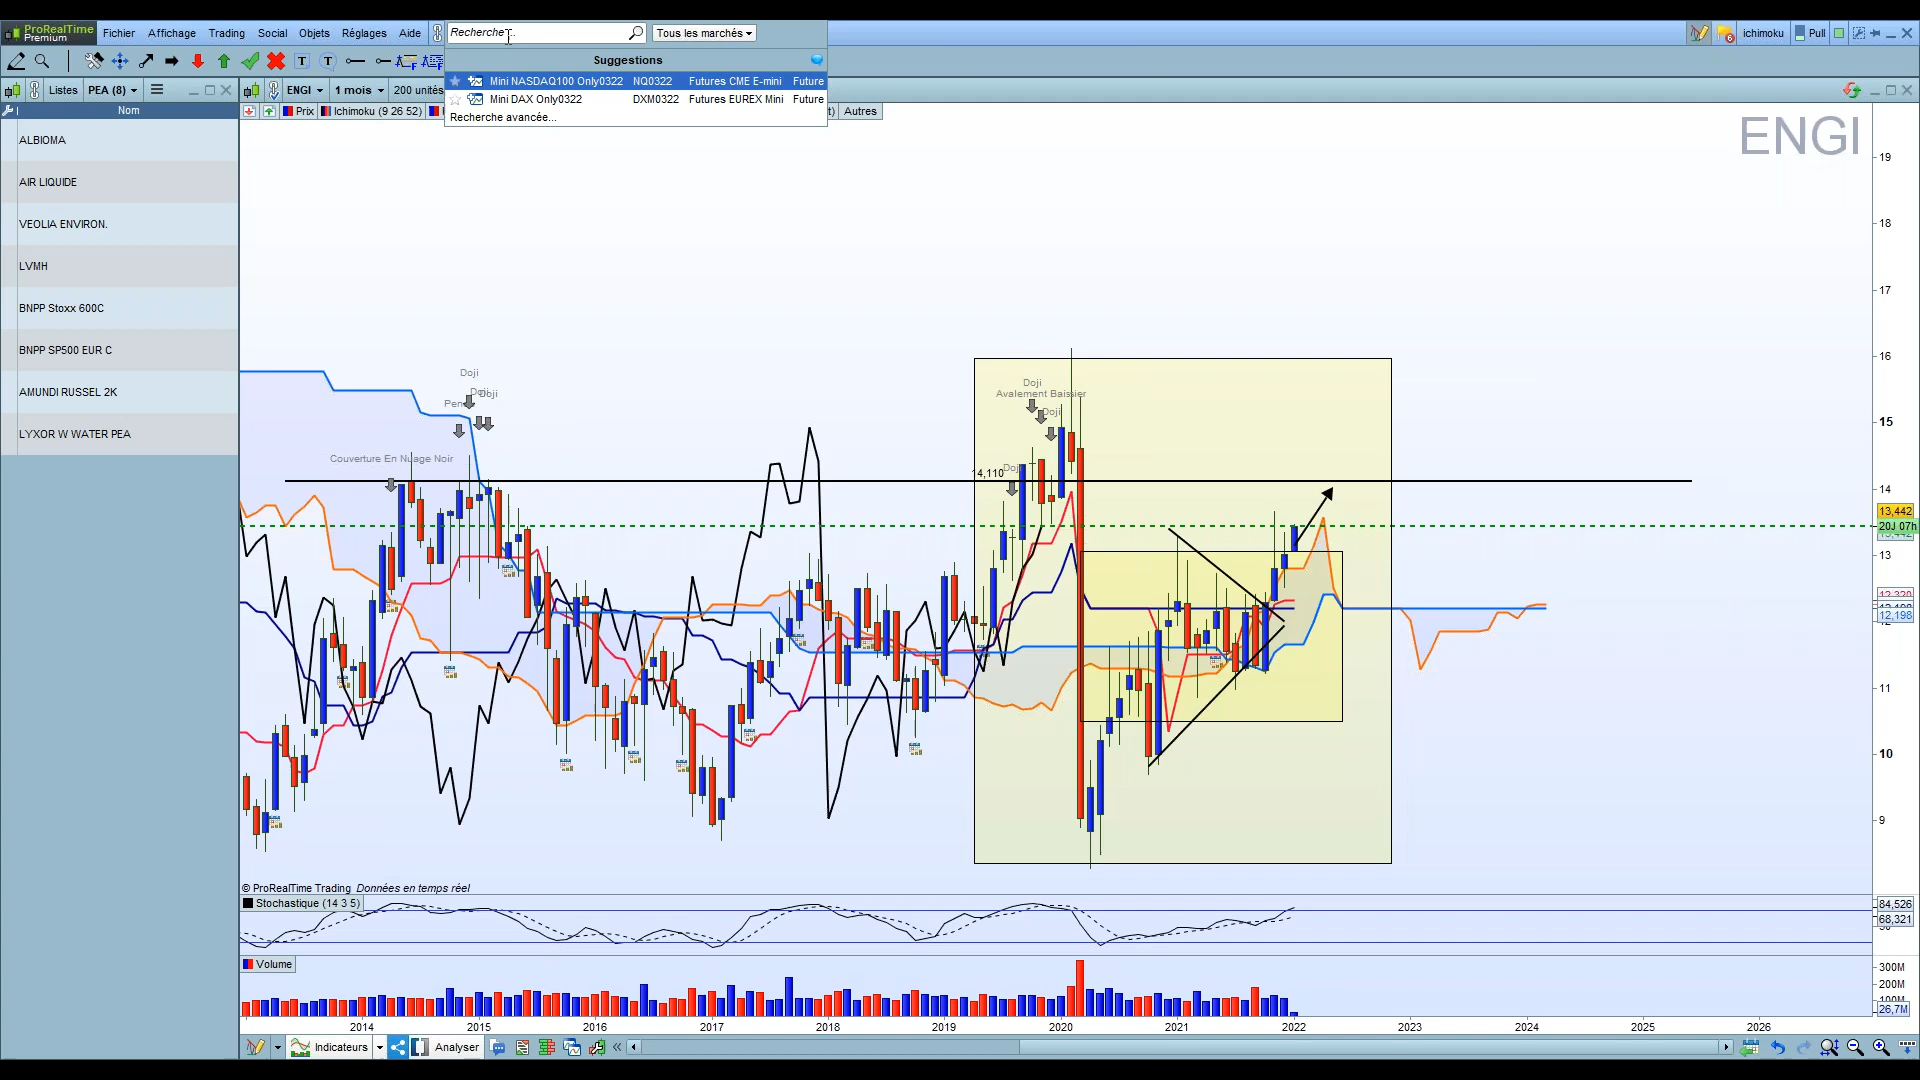 ProRealTime
Premium
Fichier Affichage Trading Social Objets Réglages Aide
Recherche... Tous les marchés
ichimoku 6 Pull
Suggestions
Mini NASDAQ100 Only0322 NQ0322 Futures CME E-mini Future
Mini DAX Only0322 DXM0322 Futures EUREX Mini Future
Recherche avancée...
Listes PEA (8)
ENGI 1 mois 200 unités
Nom
Prix Ichimoku (9 26 52) Autres
ALBIOMA
AIR LIQUIDE
VEOLIA ENVIRON.
LVMH
BNPP Stoxx 600C
BNPP SP500 EUR C
AMUNDI RUSSEL 2K
LYXOR W WATER PEA
ENGI
19
18
17
16
15
14
13
11
10
9
13,442
20J 07h
12,198
Doji
Doji
Couverture En Nuage Noir
Doji
Avalement Baissier
Doji
14,110
© ProRealTime Trading Données en temps réel
Stochastique (14 3 5)
84,526
68,321
Volume
300M
200M
26,7M
2014 2015 2016 2017 2018 2019 2020 2021 2022 2023 2024 2025 2026
Indicateurs Analyser